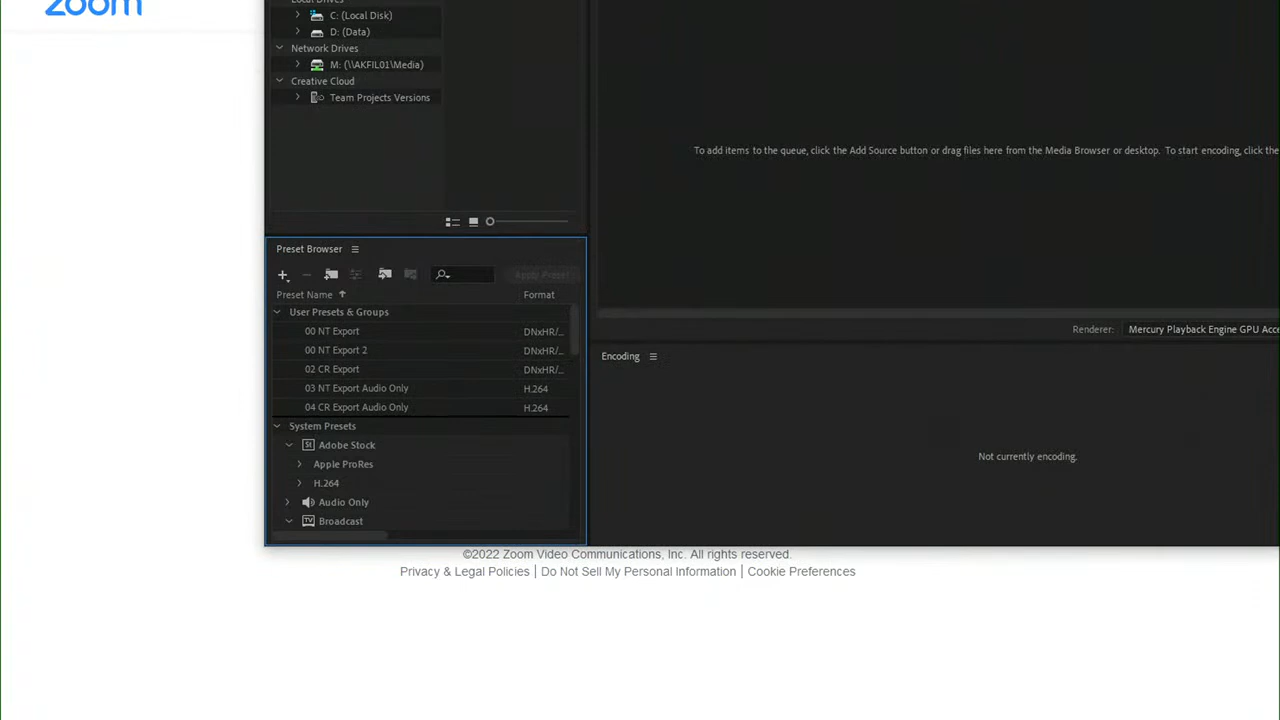 zoom
C: (Local Disk)
D: (Data)
Network Drives
M: (\\AKFIL01\Media)
Creative Cloud
Team Projects Versions
To add items to the queue, click the Add Source button or drag files here from the Media Browser or desktop. To start encoding, click the
Preset Browser
Apply Preset
Preset Name Format
User Presets & Groups
00 NT Export DNxHR/...
00 NT Export 2 DNxHR/...
02 CR Export DNxHR/...
03 NT Export Audio Only H.264
04 CR Export Audio Only H.264
System Presets
St Adobe Stock
Apple ProRes
H.264
Audio Only
TV Broadcast
Renderer: Mercury Playback Engine GPU Acce
Encoding
Not currently encoding.
©2022 Zoom Video Communications, Inc. All rights reserved.
Privacy & Legal Policies | Do Not Sell My Personal Information | Cookie Preferences